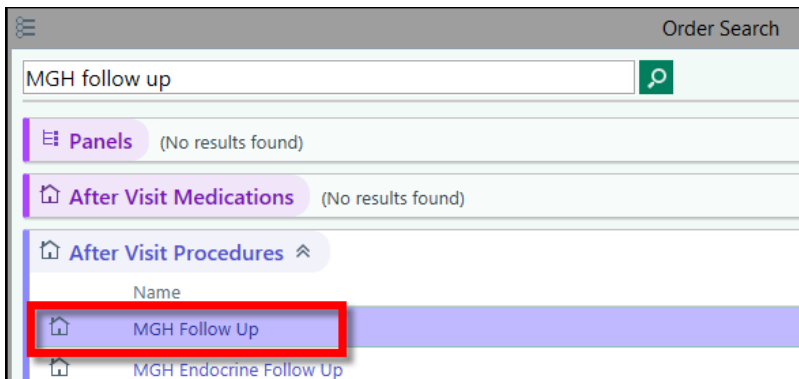 Order Search
MGH follow up
Panels (No results found)
After Visit Medications (No results found)
After Visit Procedures
Name
MGH Follow Up
MGH Endocrine Follow Up